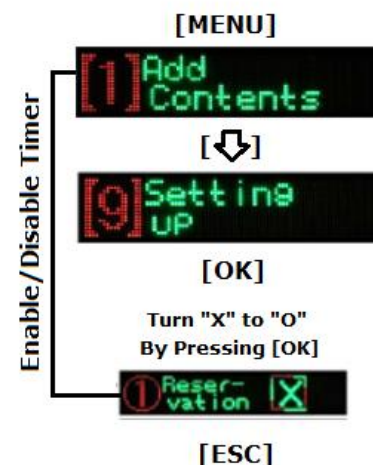 [MENU]
[1] Add
Contents
[⇩]
[9] Setting
UP
[OK]
Turn "X" to "O"
By Pressing [OK]
① Reser-
vation [X]
[ESC]
Enable/Disable Timer